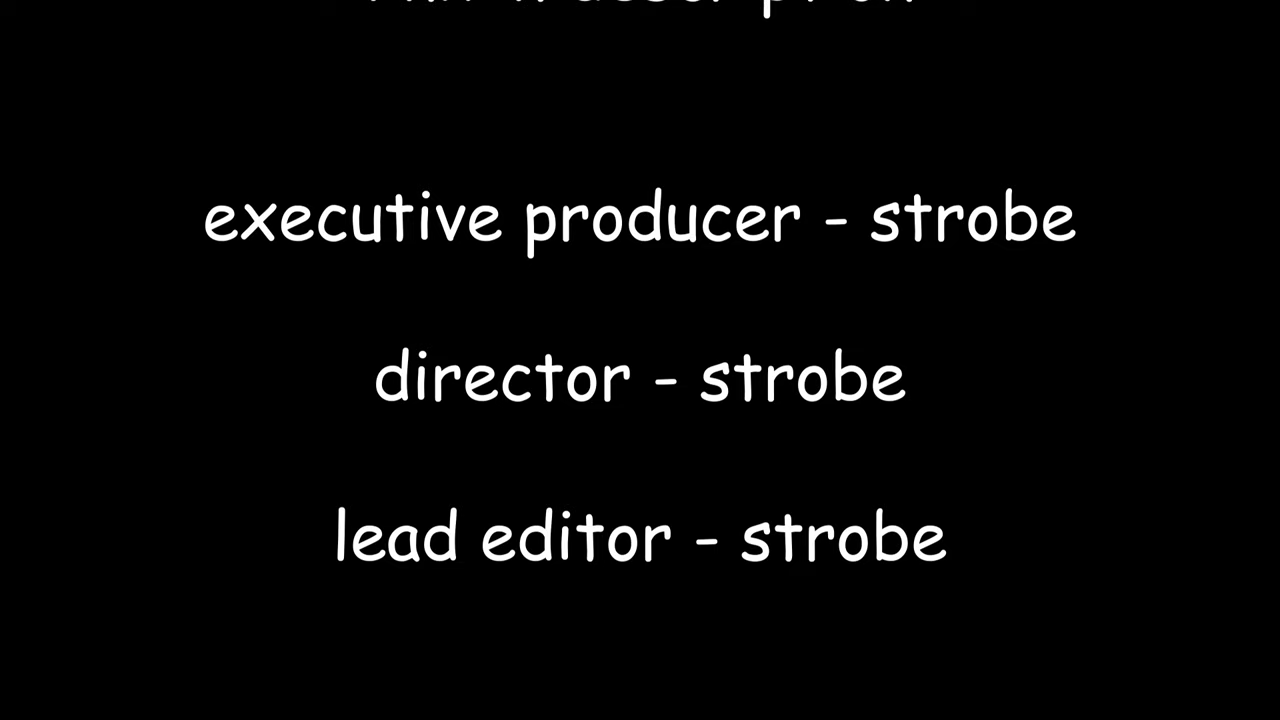 executive producer - strobe
director - strobe
lead editor - strobe